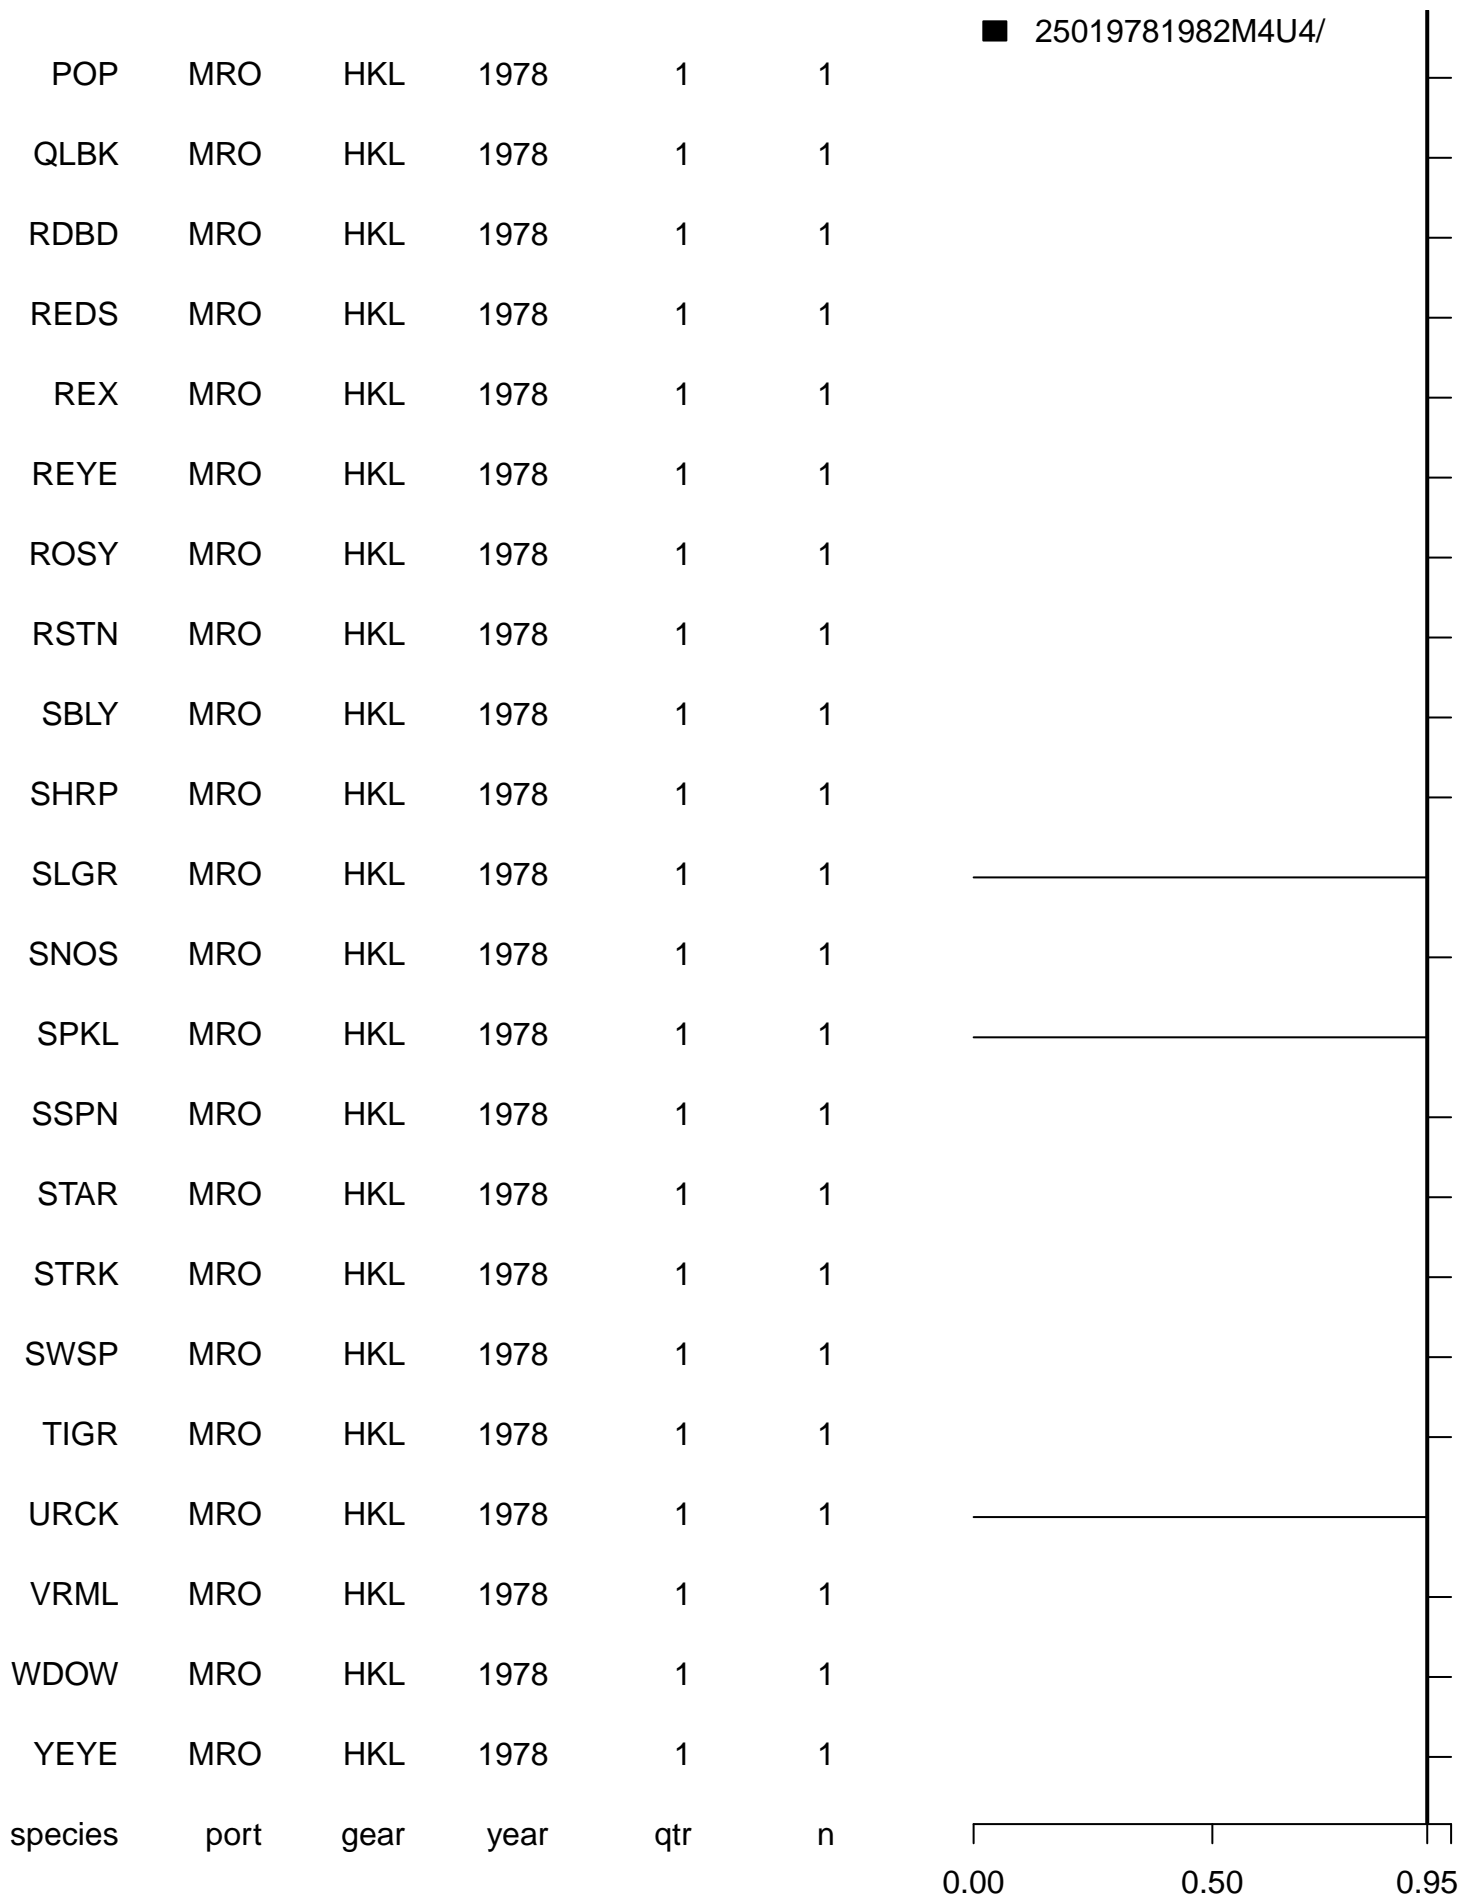 25019781982M4U4/
POP MRO HKL 1978 1 1
QLBK MRO HKL 1978 1 1
RDBD MRO HKL 1978 1 1
REDS MRO HKL 1978 1 1
REX MRO HKL 1978 1 1
REYE MRO HKL 1978 1 1
ROSY MRO HKL 1978 1 1
RSTN MRO HKL 1978 1 1
SBLY MRO HKL 1978 1 1
SHRP MRO HKL 1978 1 1
SLGR MRO HKL 1978 1 1
SNOS MRO HKL 1978 1 1
SPKL MRO HKL 1978 1 1
SSPN MRO HKL 1978 1 1
STAR MRO HKL 1978 1 1
STRK MRO HKL 1978 1 1
SWSP MRO HKL 1978 1 1
TIGR MRO HKL 1978 1 1
URCK MRO HKL 1978 1 1
VRML MRO HKL 1978 1 1
WDOW MRO HKL 1978 1 1
YEYE MRO HKL 1978 1 1
species port gear year qtr n
0.00 0.50 0.95